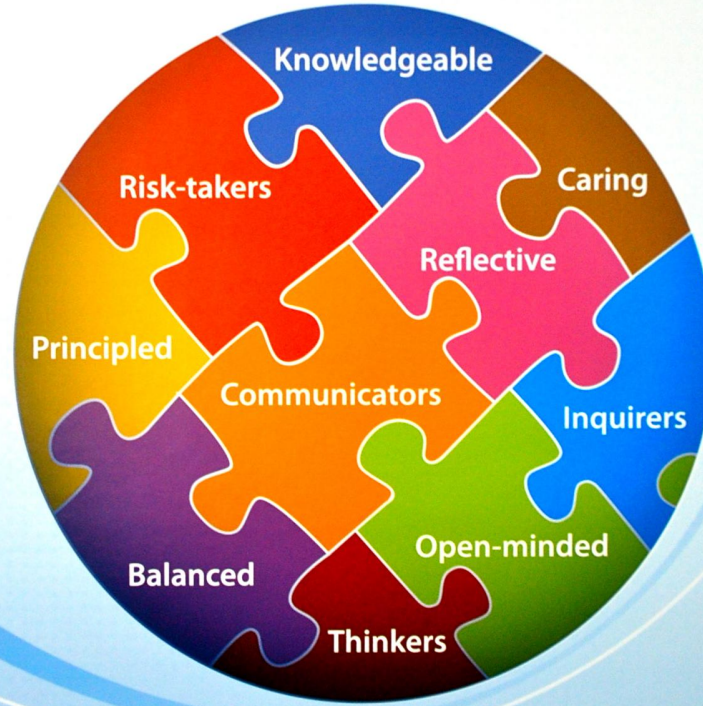 Knowledgeable
Caring
Risk-takers
Reflective
Principled
Communicators
Inquirers
Open-minded
Balanced
Thinkers